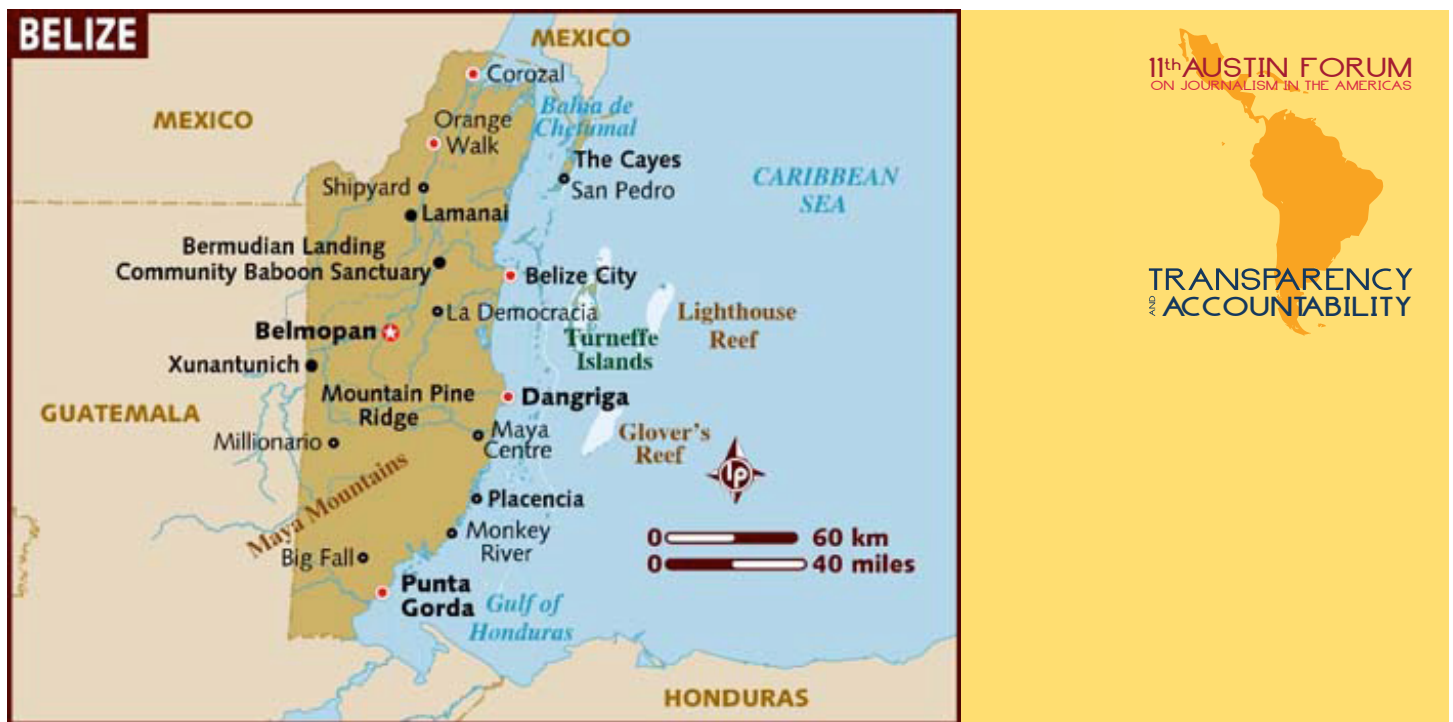 BELIZE
MEXICO
Corozal
MEXICO
Orange
Walk
Bahía de
Chetumal
The Cayes
San Pedro
CARIBBEAN
SEA
Shipyard
Lamanai
Bermudian Landing
Community Baboon Sanctuary
Belize City
La Democracia
Lighthouse
Reef
Belmopan
Turneffe
Islands
Xunantunich
Mountain Pine
Ridge
Dangriga
GUATEMALA
Millionario
Maya
Centre
Glover's
Reef
lp
Maya Mountains
Placencia
Monkey
River
0 60 km
0 40 miles
Big Fall
Punta
Gorda
Gulf of
Honduras
HONDURAS
11th AUSTIN FORUM
ON JOURNALISM IN THE AMERICAS
TRANSPARENCY
AND ACCOUNTABILITY